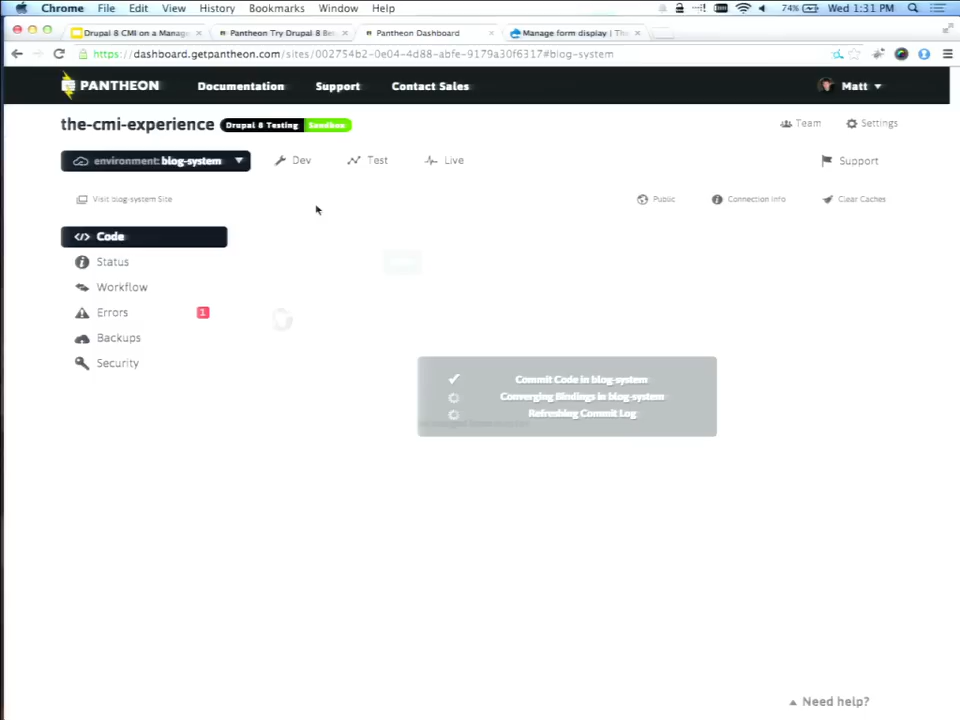 Chrome File Edit View History Bookmarks Window Help 74% Wed 1:31 PM
Drupal 8 CMI on a Manage Pantheon Try Drupal 8 Be Pantheon Dashboard Manage form display | The
https://dashboard.getpantheon.com/sites/002754b2-0e04-4d88-abfe-9179a30f6317#blog-system
PANTHEON Documentation Support Contact Sales Matt
the-cmi-experience Drupal 8 Testing Sandbox Team Settings
environment: blog-system Dev Test Live Support
Visit blog-system Site Public Connection Info Clear Caches
Code
Status
Workflow
Errors 1
Backups
Security
Commit Code in blog-system
Converging Bindings in blog-system
Refreshing Commit Log
Need help?